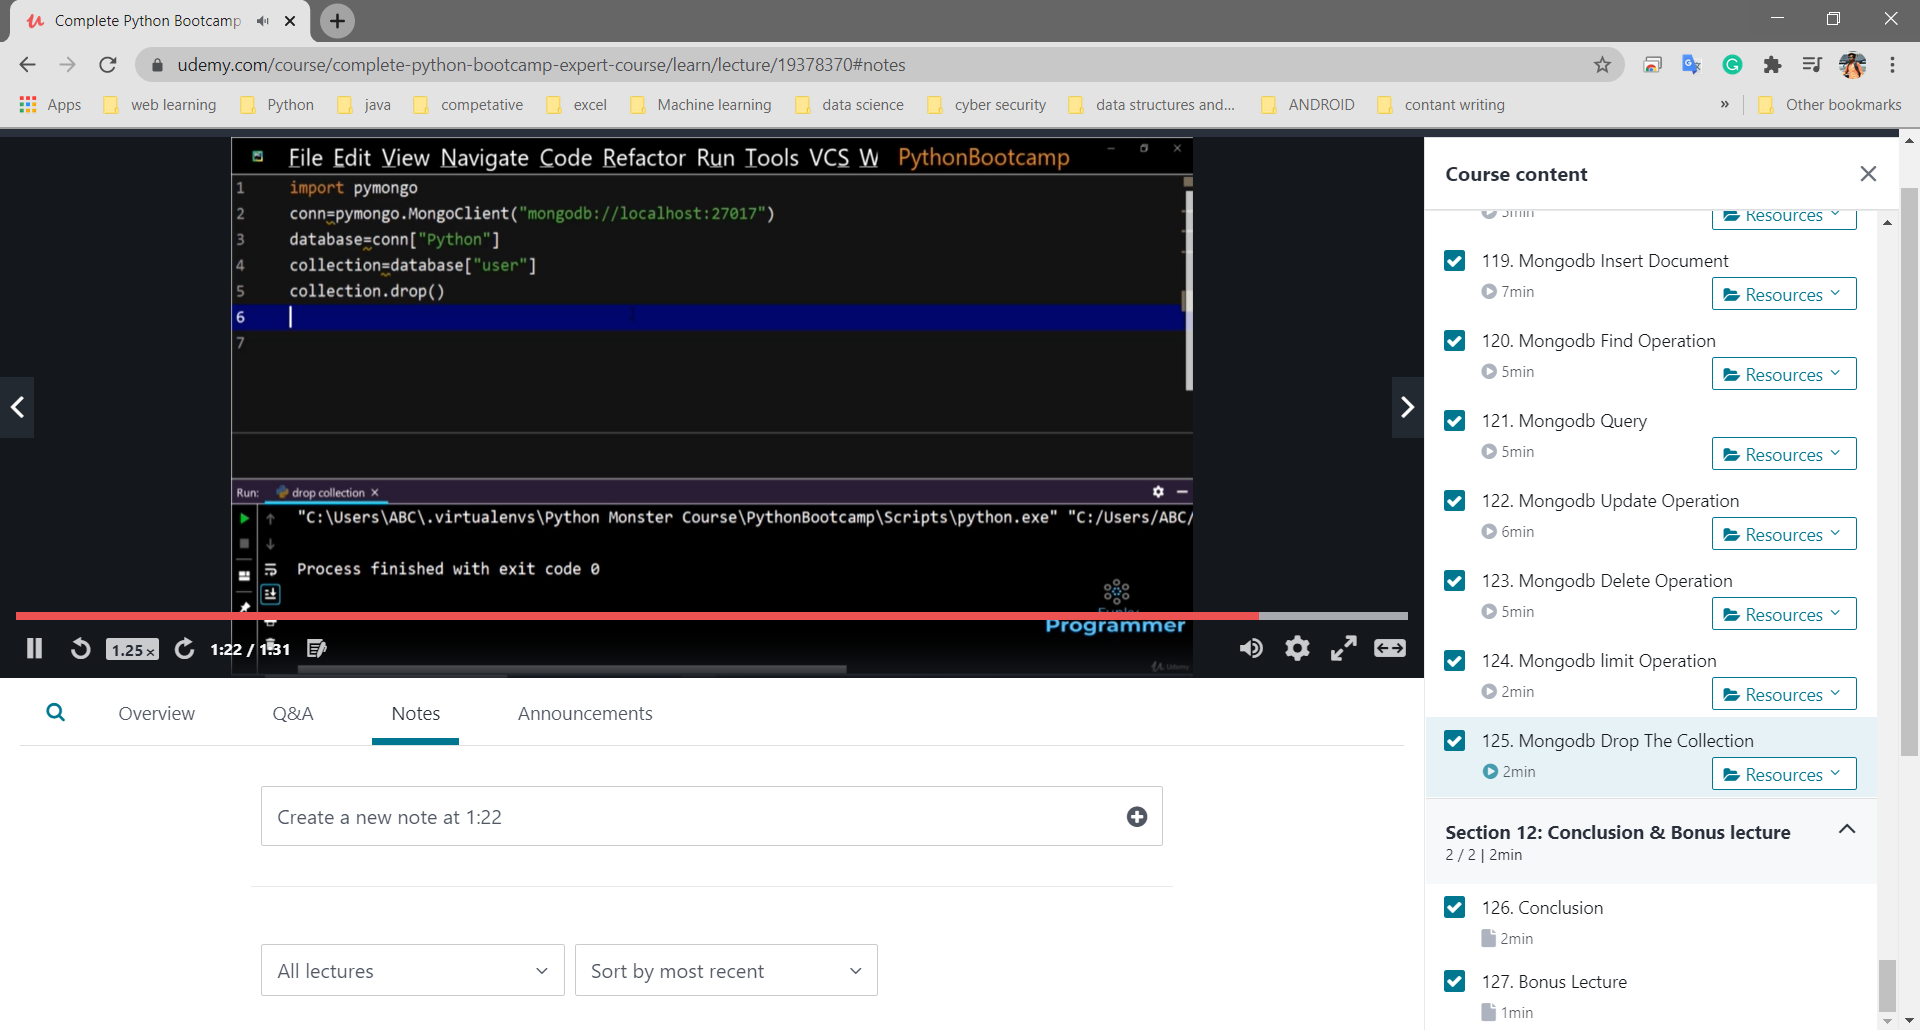 Complete Python Bootcamp
udemy.com/course/complete-python-bootcamp-expert-course/learn/lecture/19378370#notes
Apps web learning Python java competative excel Machine learning data science cyber security data structures and... ANDROID contant writing » Other bookmarks
File Edit View Navigate Code Refactor Run Tools VCS W PythonBootcamp
1 import pymongo
2 conn=pymongo.MongoClient("mongodb://localhost:27017")
3 database=conn["Python"]
4 collection=database["user"]
5 collection.drop()
6
7
Run: drop collection
"C:\Users\ABC\.virtualenvs\Python Monster Course\PythonBootcamp\Scripts\python.exe" "C:/Users/ABC/
Process finished with exit code 0
Programmer
1.25x 1:22 / 1:31
Overview Q&A Notes Announcements
Create a new note at 1:22
All lectures Sort by most recent
Course content
Resources
119. Mongodb Insert Document
7min Resources
120. Mongodb Find Operation
5min Resources
121. Mongodb Query
5min Resources
122. Mongodb Update Operation
6min Resources
123. Mongodb Delete Operation
5min Resources
124. Mongodb limit Operation
2min Resources
125. Mongodb Drop The Collection
2min Resources
Section 12: Conclusion & Bonus lecture
2 / 2 | 2min
126. Conclusion
2min
127. Bonus Lecture
1min